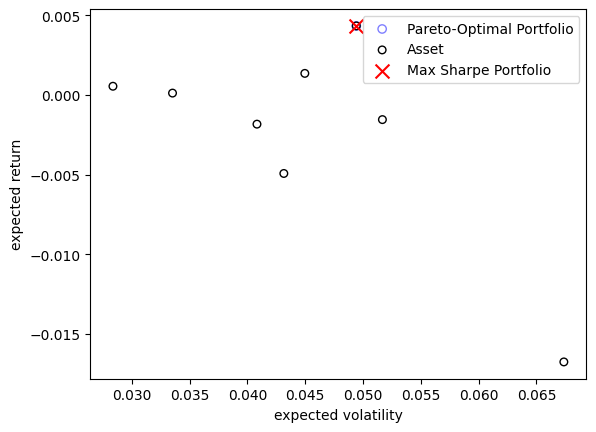 0.005
0.000
−0.005
−0.010
−0.015
expected return
Pareto-Optimal Portfolio
Asset
Max Sharpe Portfolio
0.030 0.035 0.040 0.045 0.050 0.055 0.060 0.065
expected volatility